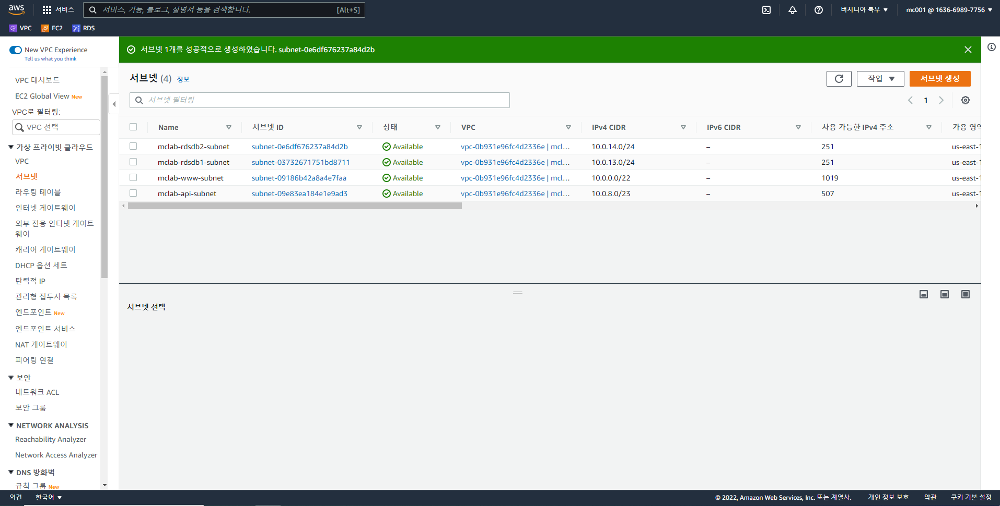 aws 서비스 서비스, 기능, 블로그, 설명서 등을 검색합니다. [Alt+S] 버지니아 북부 ▼ mc001 @ 1636-6989-7756 ▼
VPC EC2 RDS
New VPC Experience
Tell us what you think
VPC 대시보드
EC2 Global View New
VPC로 필터링:
VPC 선택
가상 프라이빗 클라우드
VPC
서브넷
라우팅 테이블
인터넷 게이트웨이
외부 전용 인터넷 게이트
웨이
캐리어 게이트웨이
DHCP 옵션 세트
탄력적 IP
관리형 접두사 목록
엔드포인트 New
엔드포인트 서비스
NAT 게이트웨이
피어링 연결
보안
네트워크 ACL
보안 그룹
NETWORK ANALYSIS
Reachability Analyzer
Network Access Analyzer
DNS 방화벽
규칙 그룹 New
서브넷 1개를 성공적으로 생성하였습니다. subnet-0e6df676237a84d2b
서브넷 (4) 정보
작업 ▼ 서브넷 생성
서브넷 필터링
1
Name 서브넷 ID 상태 VPC IPv4 CIDR IPv6 CIDR 사용 가능한 IPv4 주소 가용 영역
mclab-rdsdb2-subnet subnet-0e6df676237a84d2b Available vpc-0b931e96fc4d2336e | mcl... 10.0.14.0/24 – 251 us-east-1
mclab-rdsdb1-subnet subnet-03732671751bd8711 Available vpc-0b931e96fc4d2336e | mcl... 10.0.13.0/24 – 251 us-east-1
mclab-www-subnet subnet-09186b42a8a4e7faa Available vpc-0b931e96fc4d2336e | mcl... 10.0.0.0/22 – 1019 us-east-1
mclab-api-subnet subnet-09e83ea184e1e9ad3 Available vpc-0b931e96fc4d2336e | mcl... 10.0.8.0/23 – 507 us-east-1
서브넷 선택
의견 한국어 ▼ © 2022, Amazon Web Services, Inc. 또는 계열사. 개인 정보 보호 약관 쿠키 기본 설정